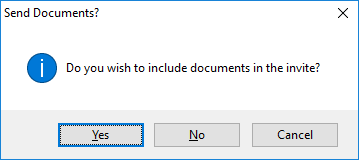 Send Documents?
Do you wish to include documents in the invite?
Yes
No
Cancel